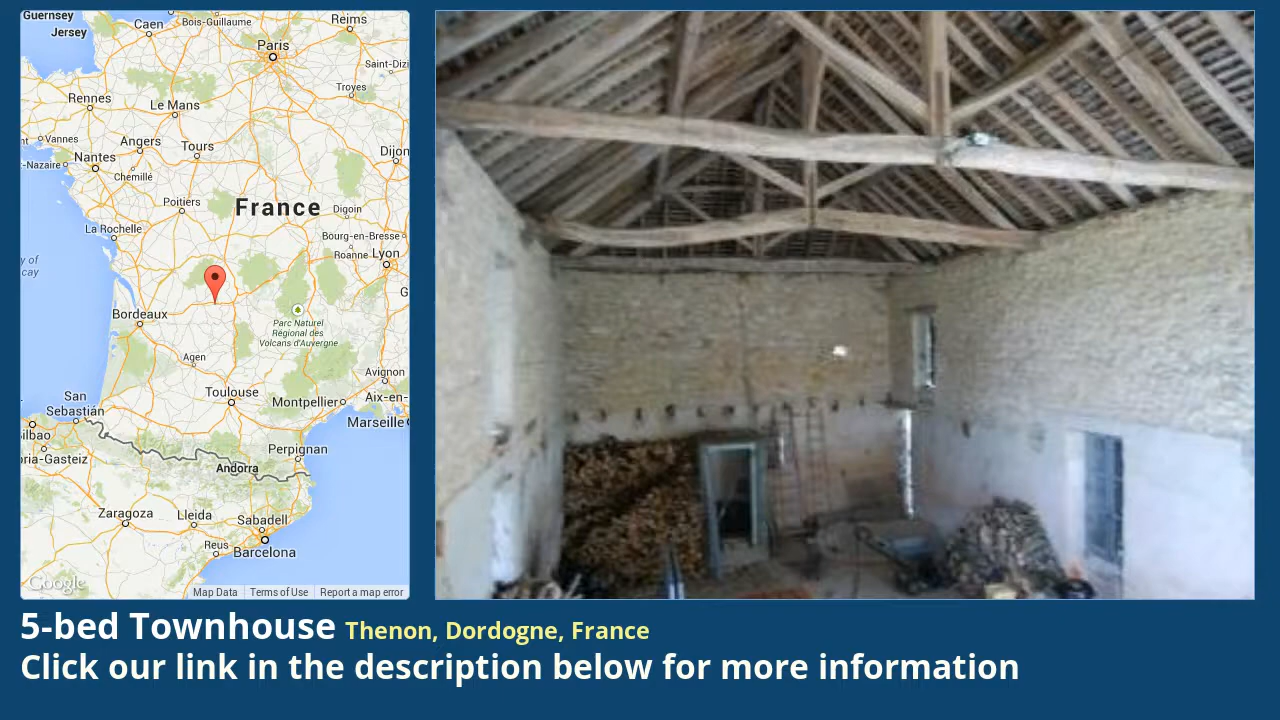 Guernsey
Jersey
Caen
Bois-Guillaume
Reims
Paris
Saint-Dizi
Troyes
Rennes
Le Mans
Vannes
Angers
Tours
Dijon
-Nazaire
Nantes
Chemillé
Poitiers
France
Digoin
La Rochelle
Bourg-en-Bresse
Roanne
Lyon
y of
cay
G
Bordeaux
Parc Naturel
Régional des
Volcans d'Auvergne
Agen
Avignon
Toulouse
Montpellier
Aix-en-
Marseille
San
Sebastián
ilbao
oria-Gasteiz
Perpignan
Andorra
Zaragoza
Lleida
Sabadell
Reus
Barcelona
Google
Map Data
Terms of Use
Report a map error
5-bed Townhouse Thenon, Dordogne, France
Click our link in the description below for more information